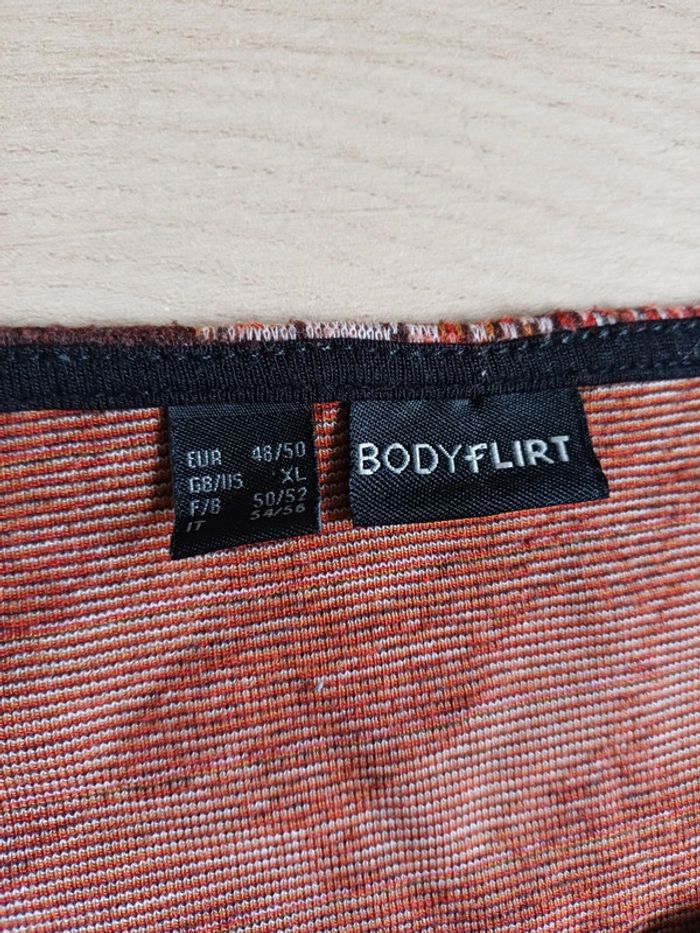 EUR 48/50
GB/US XL
F/B 50/52
IT 54/56
BODYFLIRT